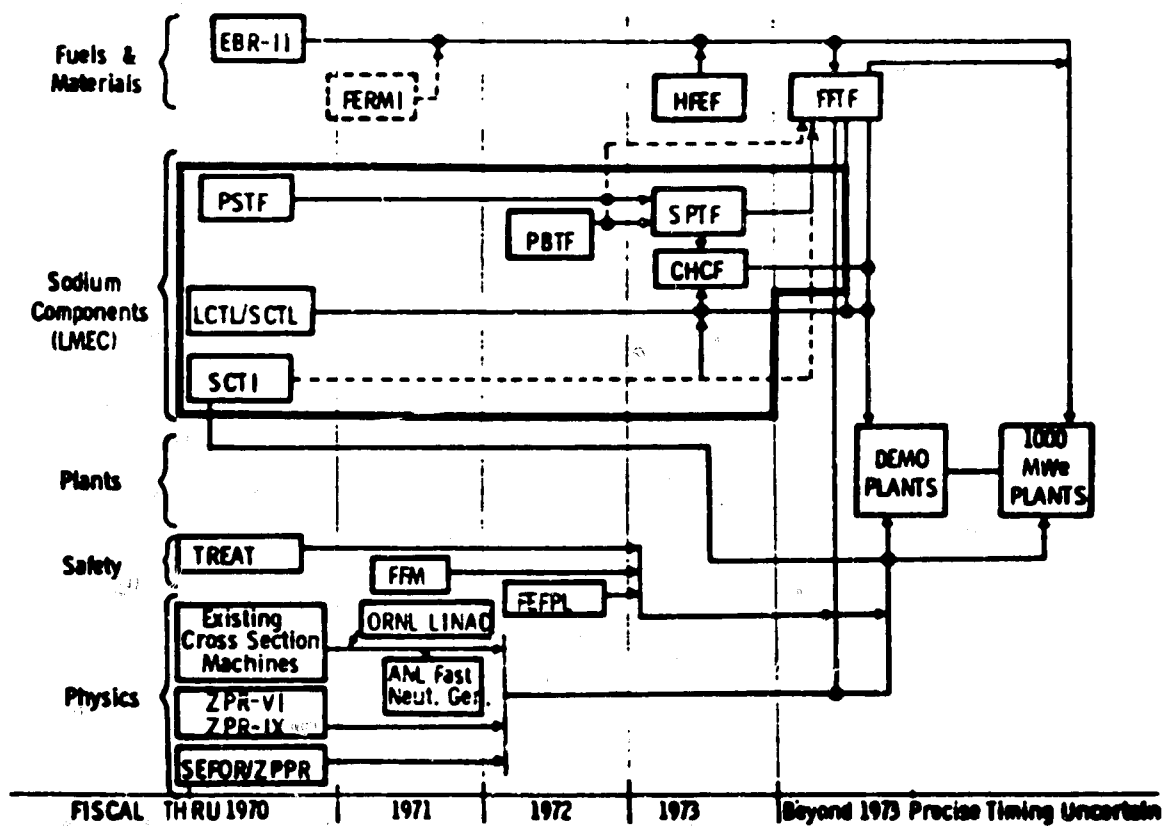 Fuels &
Materials
EBR-II
FERMI
HFEF
FFTF
Sodium
Components
(LMEC)
PSTF
PBTF
SPTF
CHCF
LCTL/SCTL
SCTI
Plants
DEMO
PLANTS
1000
MWe
PLANTS
Safety
TREAT
FFM
FEFPL
Physics
Existing
Cross Section
Machines
ORNL LINAC
ANL Fast
Neut. Gen.
ZPR-VI
ZPR-IX
SEFOR/ZPPR
FISCAL THRU 1970 1971 1972 1973 Beyond 1973 Precise Timing Uncertain